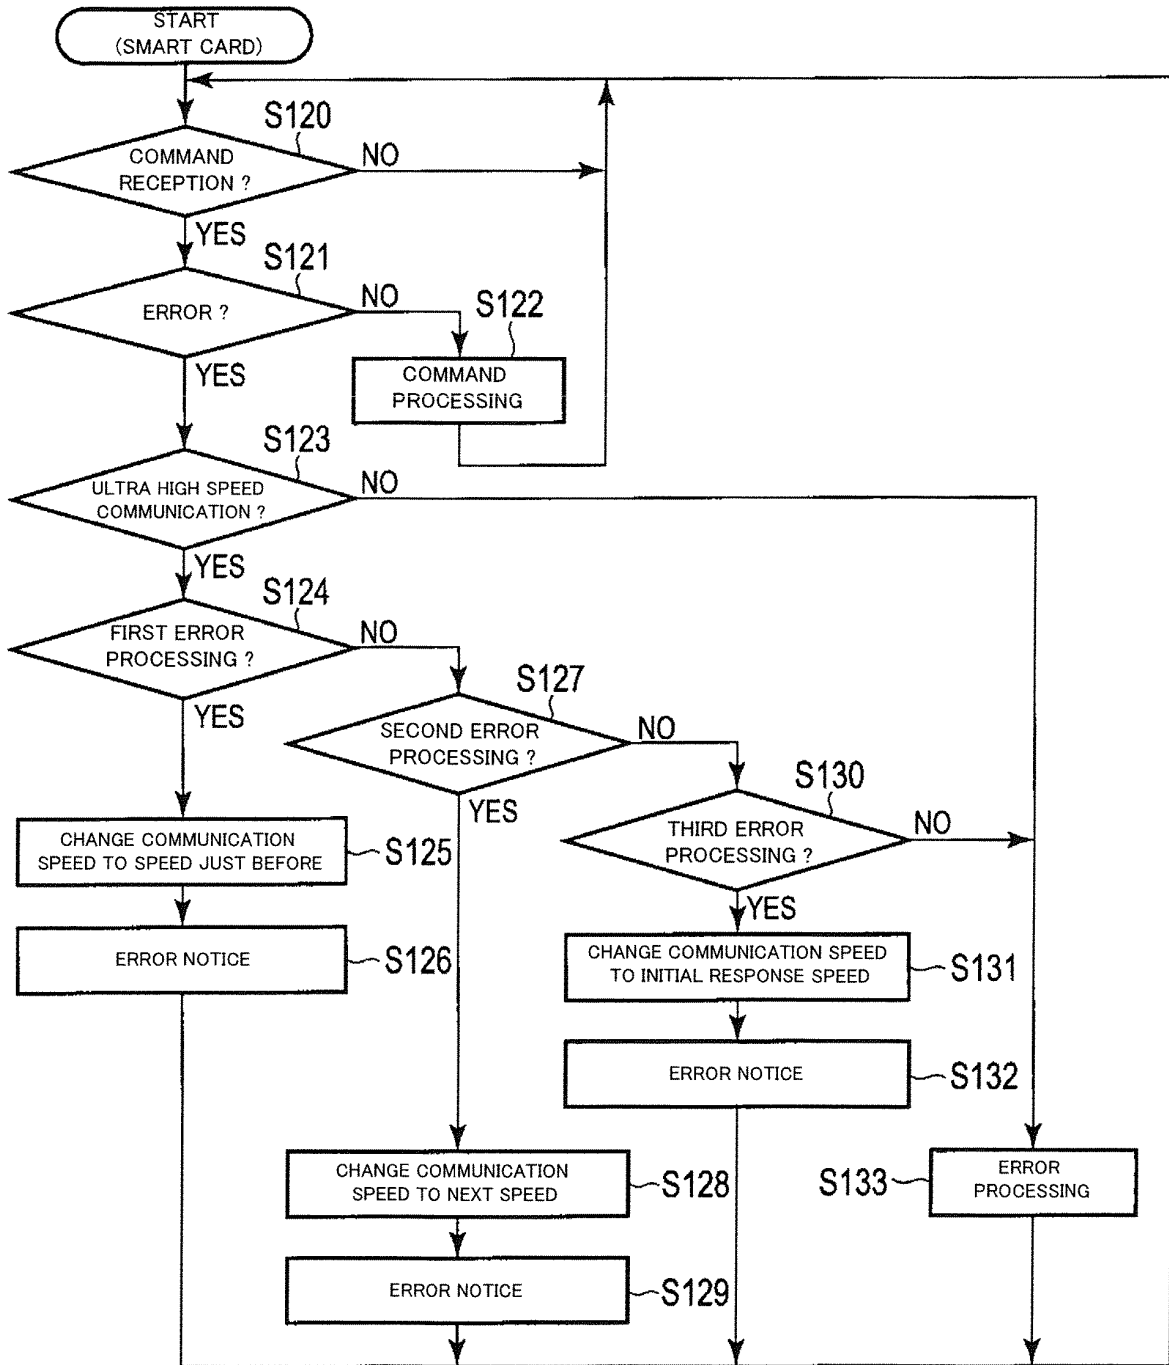 START
(SMART CARD)
S120
COMMAND
RECEPTION ?
NO
YES
S121
ERROR ?
NO
YES
S122
COMMAND
PROCESSING
S123
ULTRA HIGH SPEED
COMMUNICATION ?
NO
YES
S124
FIRST ERROR
PROCESSING ?
NO
YES
S127
SECOND ERROR
PROCESSING ?
NO
YES
S130
THIRD ERROR
PROCESSING ?
NO
YES
CHANGE COMMUNICATION
SPEED TO SPEED JUST BEFORE
S125
ERROR NOTICE
S126
CHANGE COMMUNICATION SPEED
TO INITIAL RESPONSE SPEED
S131
ERROR NOTICE
S132
CHANGE COMMUNICATION
SPEED TO NEXT SPEED
S128
S133
ERROR
PROCESSING
ERROR NOTICE
S129